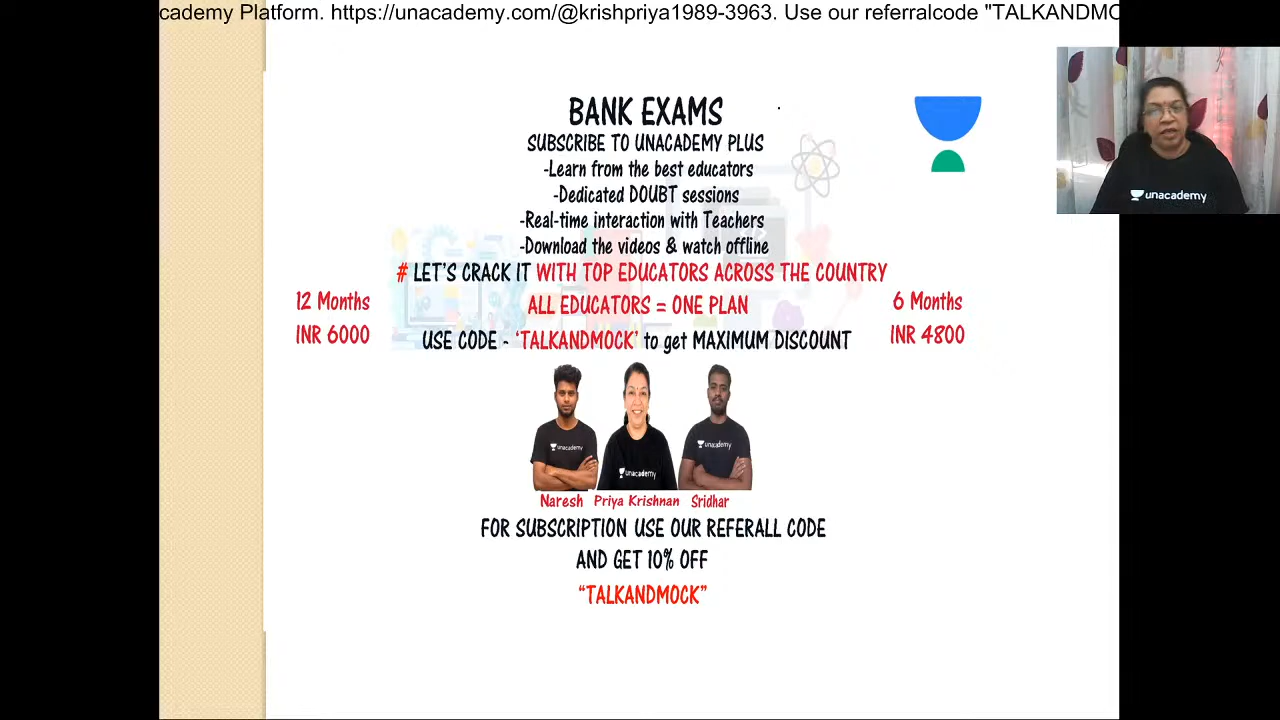 cademy Platform. https://unacademy.com/@krishpriya1989-3963. Use our referralcode "TALKANDMO
BANK EXAMS
SUBSCRIBE TO UNACADEMY PLUS
-Learn from the best educators
-Dedicated DOUBT sessions
-Real-time interaction with Teachers
-Download the videos & watch offline
# LET'S CRACK IT WITH TOP EDUCATORS ACROSS THE COUNTRY
12 Months
INR 6000
ALL EDUCATORS = ONE PLAN
6 Months
INR 4800
USE CODE - 'TALKANDMOCK' to get MAXIMUM DISCOUNT
unacademy
unacademy
unacademy
unacademy
Naresh Priya Krishnan Sridhar
FOR SUBSCRIPTION USE OUR REFERALL CODE
AND GET 10% OFF
"TALKANDMOCK"